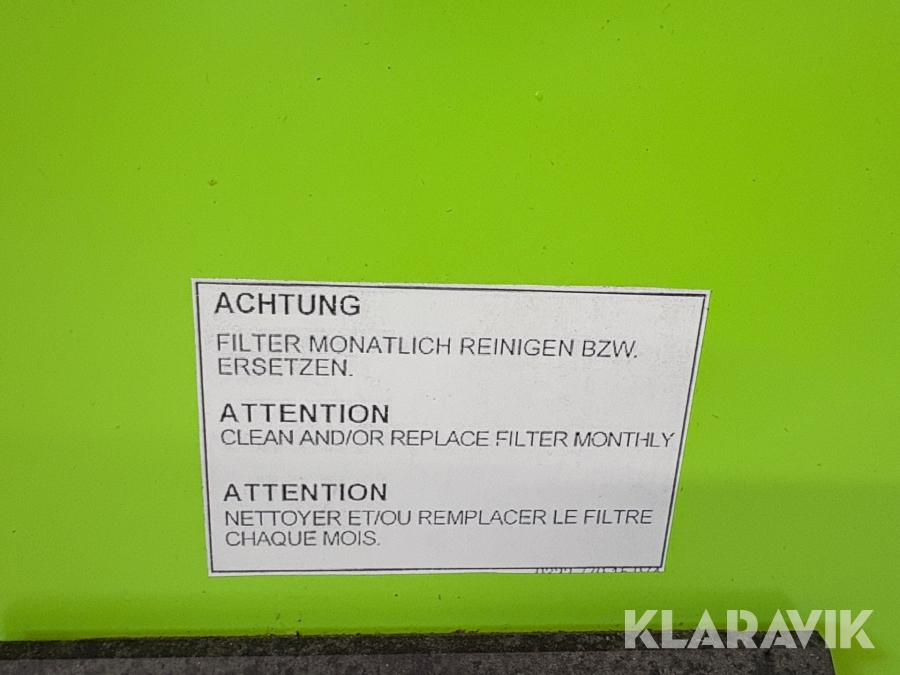 ACHTUNG
FILTER MONATLICH REINIGEN BZW.
ERSETZEN.
ATTENTION
CLEAN AND/OR REPLACE FILTER MONTHLY
ATTENTION
NETTOYER ET/OU REMPLACER LE FILTRE
CHAQUE MOIS.
KLARAVIK